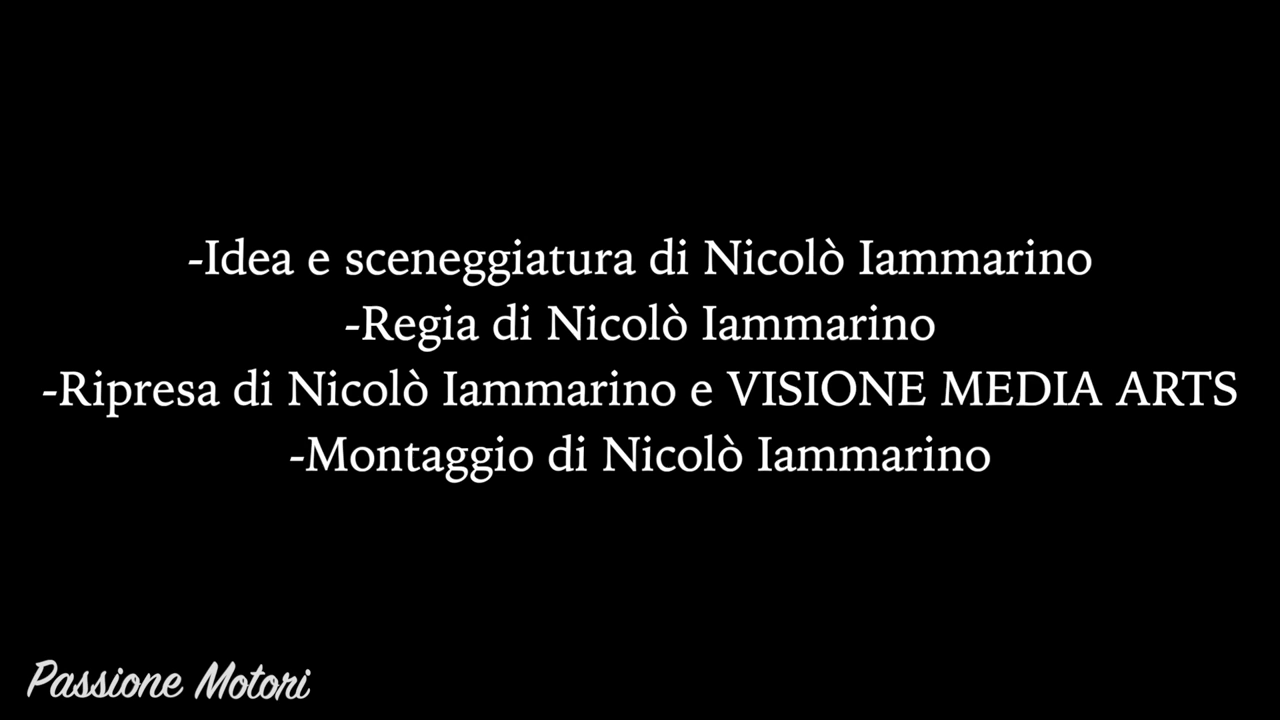 -Idea e sceneggiatura di Nicolò Iammarino
-Regia di Nicolò Iammarino
-Ripresa di Nicolò Iammarino e VISIONE MEDIA ARTS
-Montaggio di Nicolò Iammarino
Passione Motori